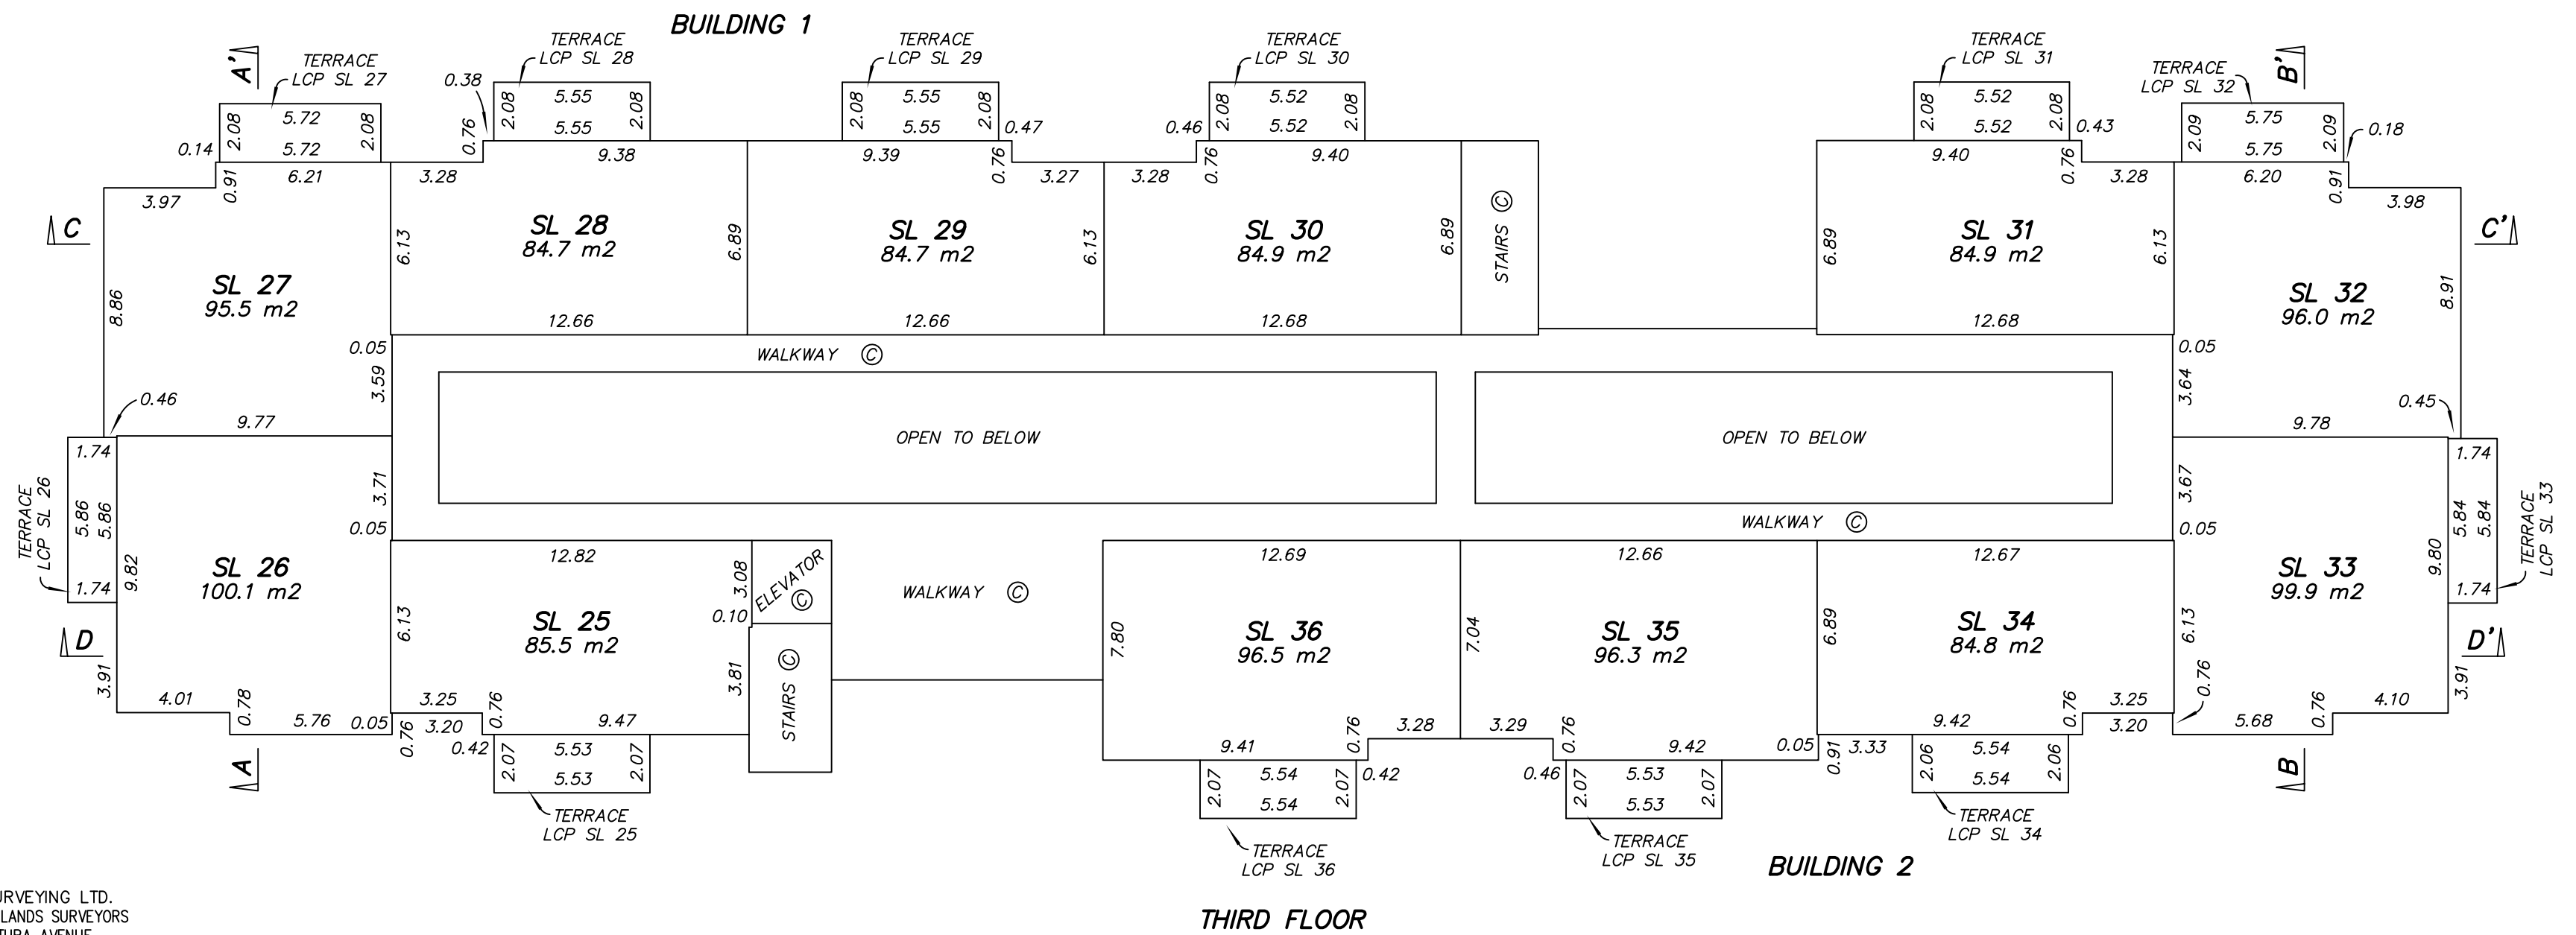 BUILDING 1
TERRACE
LCP SL 27
TERRACE
LCP SL 28
TERRACE
LCP SL 29
TERRACE
LCP SL 30
TERRACE
LCP SL 31
TERRACE
LCP SL 32
A'
B'
0.38
2.08
5.72
2.08
5.72
0.14
2.08
5.55
2.08
5.55
0.76
2.08
5.55
2.08
5.55
0.47
0.46
2.08
5.52
2.08
5.52
2.08
5.52
2.08
5.52
0.43
2.09
5.75
2.09
5.75
0.18
3.97
0.91
6.21
3.28
9.38
9.39
0.76
3.27
3.28
0.76
9.40
9.40
0.76
3.28
6.20
0.91
3.98
C
C'
SL 27
95.5 m2
8.86
6.13
SL 28
84.7 m2
6.89
12.66
SL 29
84.7 m2
6.13
12.66
SL 30
84.9 m2
6.89
12.68
STAIRS ©
6.89
SL 31
84.9 m2
6.13
12.68
SL 32
96.0 m2
8.91
0.05
3.59
WALKWAY ©
0.05
3.64
0.46
9.77
OPEN TO BELOW
OPEN TO BELOW
9.78
0.45
TERRACE
LCP SL 26
1.74
5.86
5.86
1.74
9.82
3.71
0.05
SL 26
100.1 m2
3.91
4.01
0.78
5.76
0.05
WALKWAY ©
3.67
0.05
1.74
5.84
5.84
1.74
TERRACE
LCP SL 33
9.80
SL 33
99.9 m2
3.91
4.10
0.76
5.68
0.76
D
D'
12.82
6.13
SL 25
85.5 m2
3.08
0.10
3.81
ELEVATOR
©
STAIRS ©
3.25
0.76
9.47
0.76
3.20
0.42
2.07
5.53
2.07
5.53
TERRACE
LCP SL 25
WALKWAY ©
12.69
7.80
SL 36
96.5 m2
9.41
0.76
3.28
2.07
5.54
2.07
5.54
0.42
TERRACE
LCP SL 36
12.66
7.04
SL 35
96.3 m2
3.29
0.76
9.42
0.05
0.46
2.07
5.53
2.07
5.53
TERRACE
LCP SL 35
12.67
6.89
SL 34
84.8 m2
6.13
9.42
0.76
3.25
3.20
0.91
3.33
2.06
5.54
2.06
5.54
TERRACE
LCP SL 34
A
B
BUILDING 2
URVEYING LTD.
LANDS SURVEYORS
THIRD FLOOR